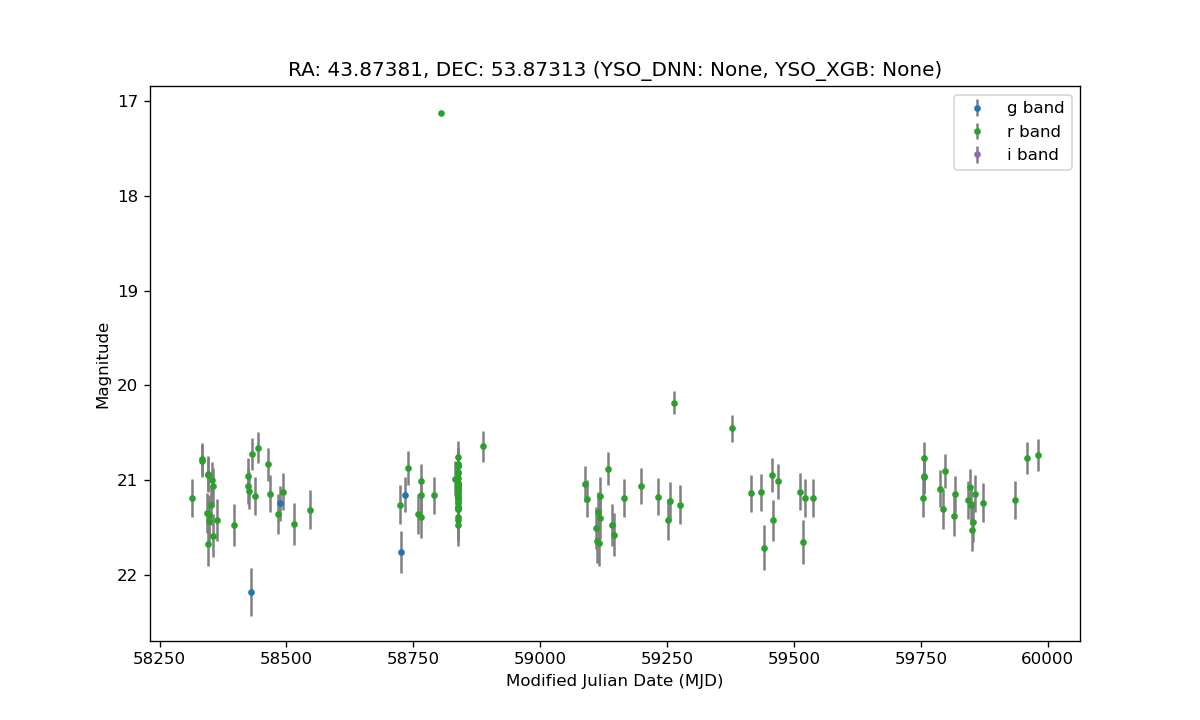 RA: 43.87381, DEC: 53.87313 (YSO_DNN: None, YSO_XGB: None)
g band
r band
i band
17
18
19
20
21
22
Magnitude
58250 58500 58750 59000 59250 59500 59750 60000
Modified Julian Date (MJD)